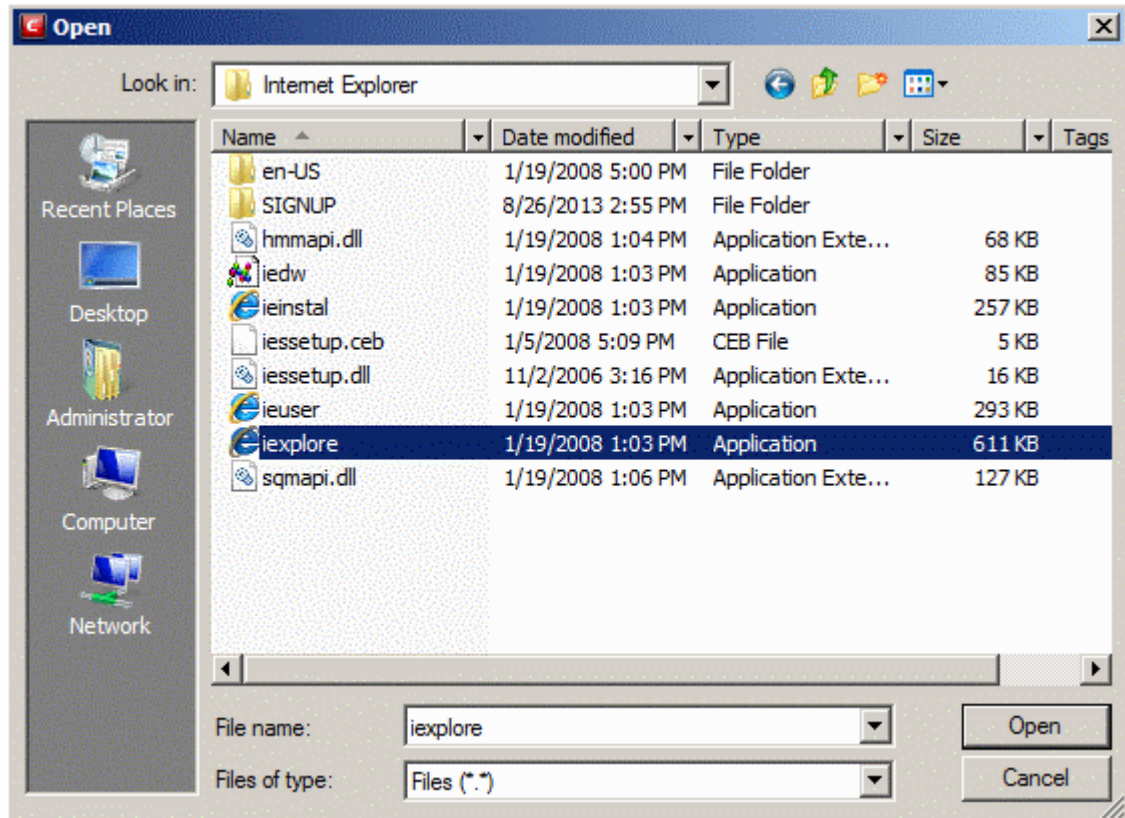 Open
Look in: Internet Explorer
Name Date modified Type Size Tags
en-US 1/19/2008 5:00 PM File Folder
SIGNUP 8/26/2013 2:55 PM File Folder
hmmapi.dll 1/19/2008 1:04 PM Application Exte... 68 KB
iedw 1/19/2008 1:03 PM Application 85 KB
ieinstal 1/19/2008 1:03 PM Application 257 KB
iessetup.ceb 1/5/2008 5:09 PM CEB File 5 KB
iessetup.dll 11/2/2006 3:16 PM Application Exte... 16 KB
ieuser 1/19/2008 1:03 PM Application 293 KB
iexplore 1/19/2008 1:03 PM Application 611 KB
sqmapi.dll 1/19/2008 1:06 PM Application Exte... 127 KB
Recent Places
Desktop
Administrator
Computer
Network
File name: iexplore Open
Files of type: Files (*.*) Cancel